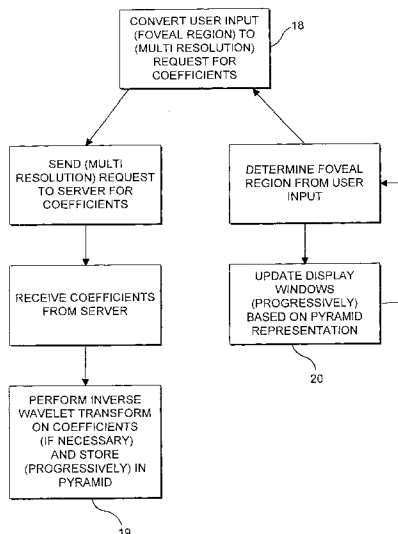 CONVERT USER INPUT
(FOVEAL REGION) TO
(MULTI RESOLUTION)
REQUEST FOR
COEFFICIENTS
18
SEND (MULTI
RESOLUTION) REQUEST
TO SERVER FOR
COEFFICIENTS
DETERMINE FOVEAL
REGION FROM USER
INPUT
RECEIVE COEFFICIENTS
FROM SERVER
UPDATE DISPLAY
WINDOWS
(PROGRESSIVELY)
BASED ON PYRAMID
REPRESENTATION
20
PERFORM INVERSE
WAVELET TRANSFORM
ON COEFFICIENTS
(IF NECESSARY)
AND STORE
(PROGRESSIVELY) IN
PYRAMID
19